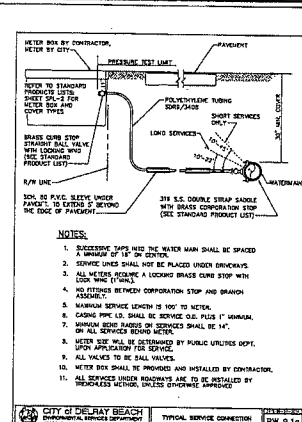 METER BOX BY CONTRACTOR,
METER BY CITY
PAVEMENT
PRESSURE TEST LIMIT
REFER TO STANDARD
PRODUCTS LISTS
SHEET SPL-2 FOR
METER BOX AND
COVER TYPES
POLYETHYLENE TUBING
SDR9/3408
SHORT SERVICES
ONLY
LONG SERVICES
30" MIN. COVER
BRASS CURB STOP
STRAIGHT BALL VALVE
WITH LOCKING WING
(SEE STANDARD
PRODUCT LIST)
R/W LINE
WATERMAIN
SCH. 80 P.V.C. SLEEVE UNDER
PAVEM'T. TO EXTEND 5' BEYOND
THE EDGE OF PAVEMENT
316 S.S. DOUBLE STRAP SADDLE
WITH BRASS CORPORATION STOP
(SEE STANDARD PRODUCT LIST)
NOTES:
1. SUCCESSIVE TAPS INTO THE WATER MAIN SHALL BE SPACED
A MINIMUM OF 18" ON CENTER.
2. SERVICE LINES SHALL NOT BE PLACED UNDER DRIVEWAYS.
3. ALL METERS REQUIRE A LOCKING BRASS CURB STOP WITH
LOCK WING (1" MIN.).
4. NO FITTINGS BETWEEN CORPORATION STOP AND BRANCH
ASSEMBLY.
5. MAXIMUM SERVICE LENGTH IS 100' TO METER.
6. CASING PIPE I.D. SHALL BE SERVICE O.D. PLUS 1" MINIMUM.
7. MINIMUM BEND RADIUS ON SERVICES SHALL BE 14",
ON ALL SERVICES BEHIND METER.
8. METER SIZE WILL BE DETERMINED BY PUBLIC UTILITIES DEPT.
UPON APPLICATION FOR SERVICE.
9. ALL VALVES TO BE BALL VALVES.
10. METER BOX SHALL BE PROVIDED AND INSTALLED BY CONTRACTOR.
11. ALL SERVICES UNDER ROADWAYS ARE TO BE INSTALLED BY
TRENCHLESS METHOD, UNLESS OTHERWISE APPROVED
CITY of DELRAY BEACH
ENVIRONMENTAL SERVICES DEPARTMENT
TYPICAL SERVICE CONNECTION